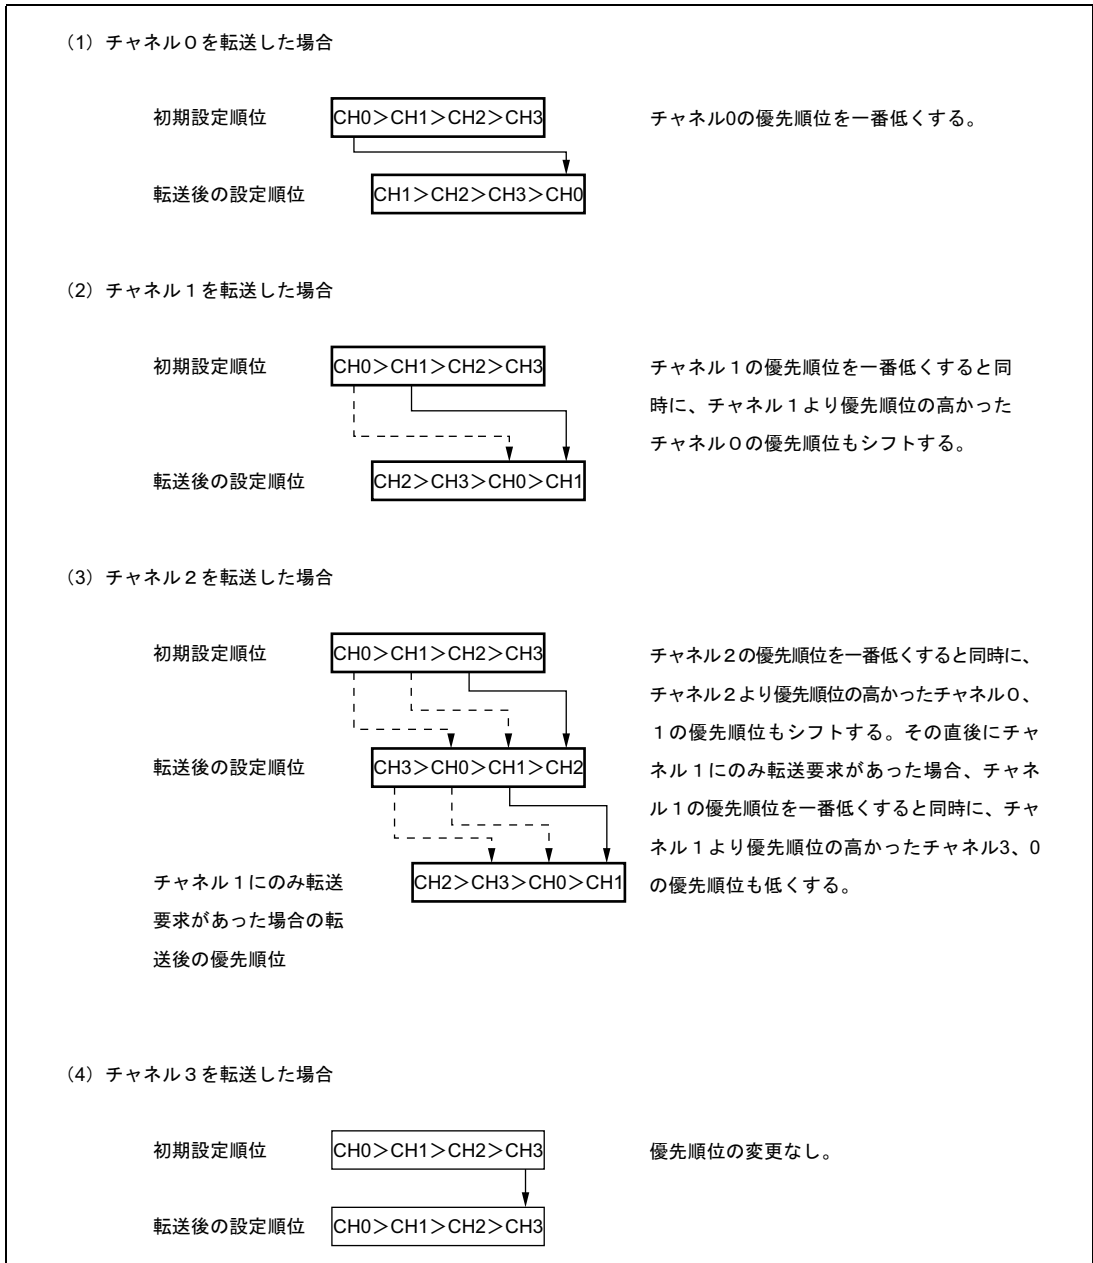 （1）チャネル０を転送した場合
初期設定順位
CH0＞CH1＞CH2＞CH3
チャネル0の優先順位を一番低くする。
転送後の設定順位
CH1＞CH2＞CH3＞CH0
（2）チャネル１を転送した場合
初期設定順位
CH0＞CH1＞CH2＞CH3
チャネル１の優先順位を一番低くすると同
時に、チャネル１より優先順位の高かった
チャネル０の優先順位もシフトする。
転送後の設定順位
CH2＞CH3＞CH0＞CH1
（3）チャネル２を転送した場合
初期設定順位
CH0＞CH1＞CH2＞CH3
チャネル２の優先順位を一番低くすると同時に、
チャネル２より優先順位の高かったチャネル０、
１の優先順位もシフトする。その直後にチャ
ネル１にのみ転送要求があった場合、チャネ
ル１の優先順位を一番低くすると同時に、チャ
ネル１より優先順位の高かったチャネル3、0
の優先順位も低くする。
転送後の設定順位
CH3＞CH0＞CH1＞CH2
チャネル１にのみ転送
要求があった場合の転
送後の優先順位
CH2＞CH3＞CH0＞CH1
（4）チャネル３を転送した場合
初期設定順位
CH0＞CH1＞CH2＞CH3
優先順位の変更なし。
転送後の設定順位
CH0＞CH1＞CH2＞CH3